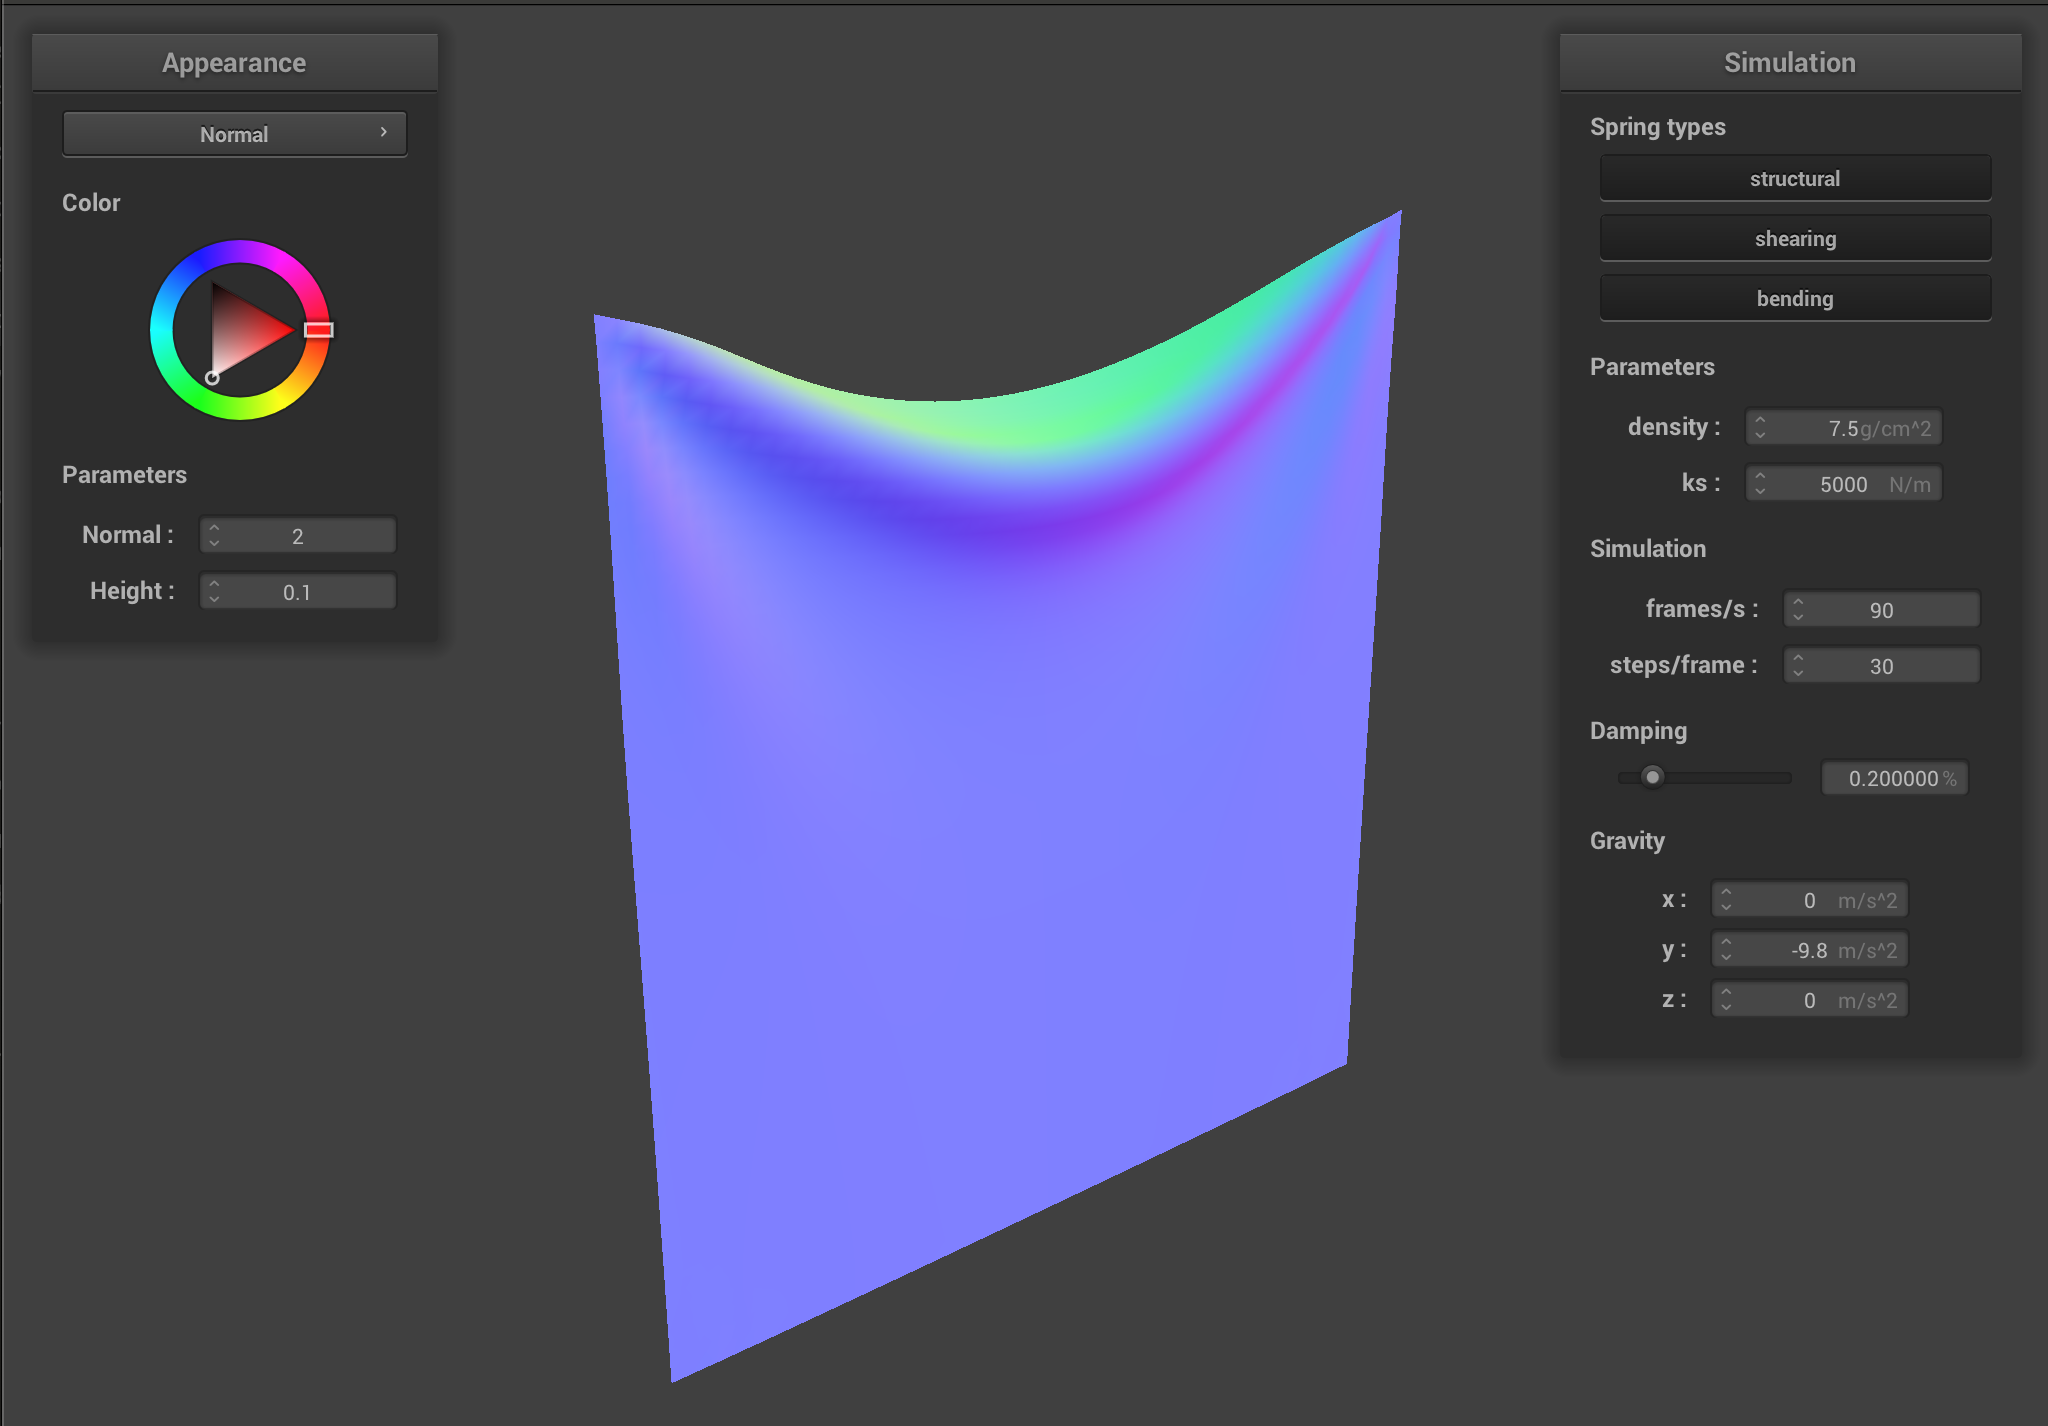 Appearance
Normal
Color
Parameters
Normal : 2
Height : 0.1
Simulation
Spring types
structural
shearing
bending
Parameters
density : 7.5 g/cm^2
ks : 5000 N/m
Simulation
frames/s : 90
steps/frame : 30
Damping
0.200000 %
Gravity
x : 0 m/s^2
y : -9.8 m/s^2
z : 0 m/s^2